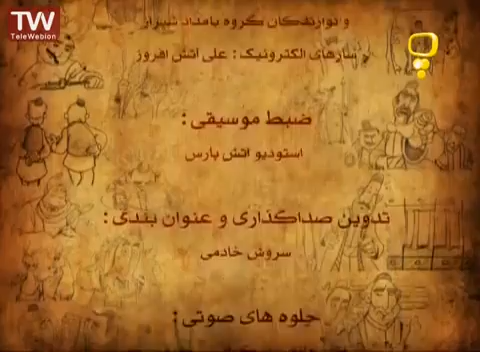 TW
TeleWebion
و نوازندگان گروه بامداد شیراز
سازهای الکترونیک : علی آتش افروز
ضبط موسیقی :
استودیو آتش پارس
تدوین صداگذاری و عنوان بندی :
سروش خادمی
جلوه های صوتی :